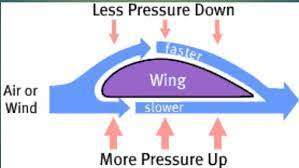 Less Pressure Down
faster
Air or
Wind
Wing
slower
More Pressure Up